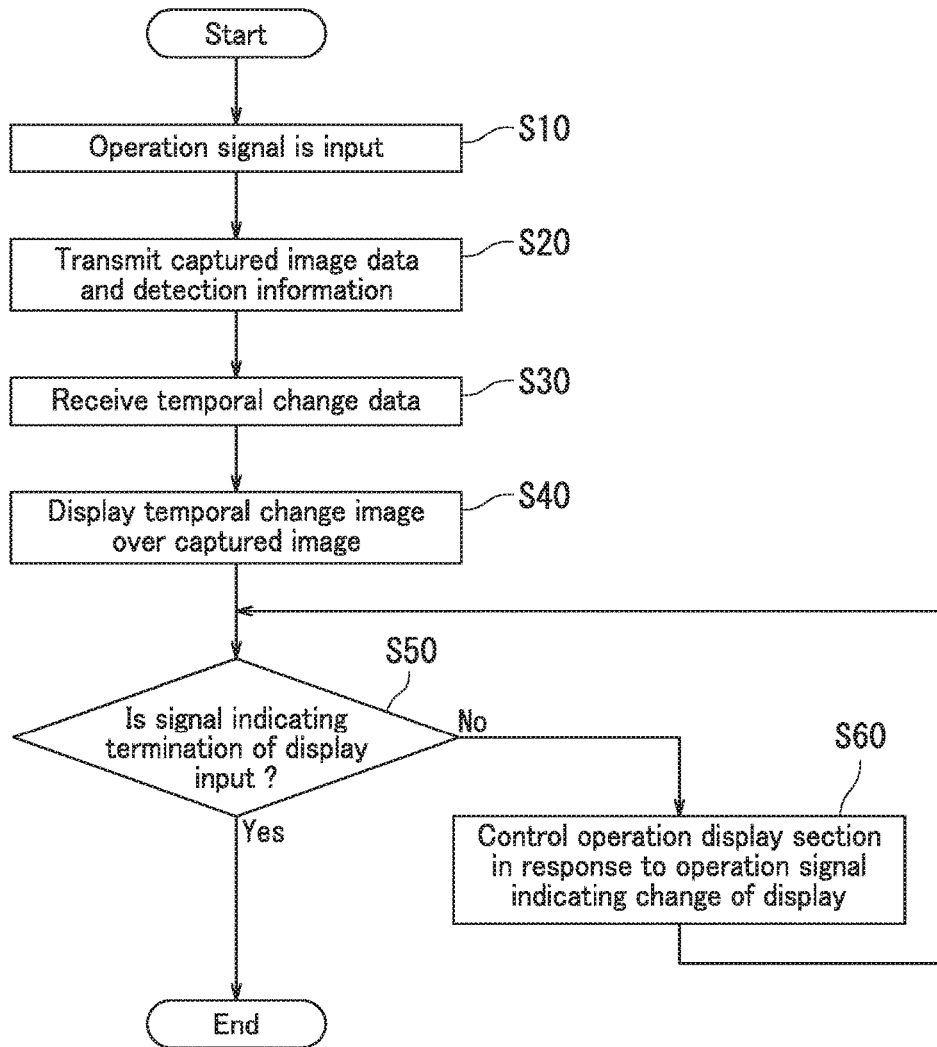 Start
S10
Operation signal is input
S20
Transmit captured image data
and detection information
S30
Receive temporal change data
S40
Display temporal change image
over captured image
S50
Is signal indicating
termination of display
input ?
No
Yes
S60
Control operation display section
in response to operation signal
indicating change of display
End